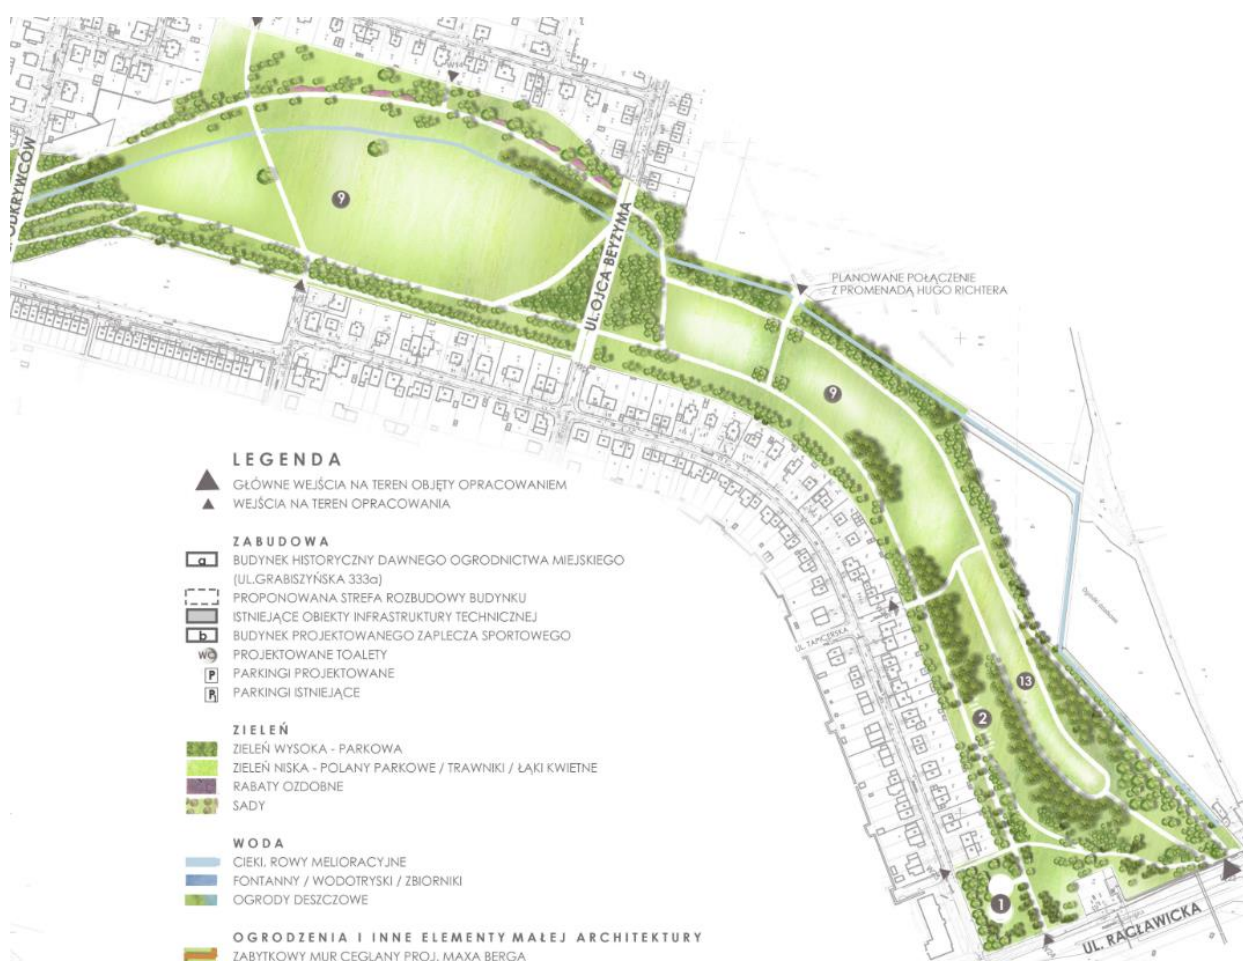 ODKRYWCÓW
9
UL. OJCA BEYZYMA
PLANOWANE POŁĄCZENIE
Z PROMENADĄ HUGO RICHTERA
9
UL. TAPICERSKA
13
2
1
UL. RACŁAWICKA
LEGENDA
GŁÓWNE WEJŚCIA NA TEREN OBJĘTY OPRACOWANIEM
WEJŚCIA NA TEREN OPRACOWANIA
ZABUDOWA
a BUDYNEK HISTORYCZNY DAWNEGO OGRODNICTWA MIEJSKIEGO
(UL.GRABISZYŃSKA 333a)
PROPONOWANA STREFA ROZBUDOWY BUDYNKU
ISTNIEJĄCE OBIEKTY INFRASTRUKTURY TECHNICZNEJ
b BUDYNEK PROJEKTOWANEGO ZAPLECZA SPORTOWEGO
WC PROJEKTOWANE TOALETY
P PARKINGI PROJEKTOWANE
P PARKINGI ISTNIEJĄCE
ZIELEŃ
ZIELEŃ WYSOKA - PARKOWA
ZIELEŃ NISKA - POLANY PARKOWE / TRAWNIKI / ŁĄKI KWIETNE
RABATY OZDOBNE
SADY
WODA
CIEKI, ROWY MELIORACYJNE
FONTANNY / WODOTRYSKI / ZBIORNIKI
OGRODY DESZCZOWE
OGRODZENIA I INNE ELEMENTY MAŁEJ ARCHITEKTURY
ZABYTKOWY MUR CEGLANY PROJ. MAXA BERGA